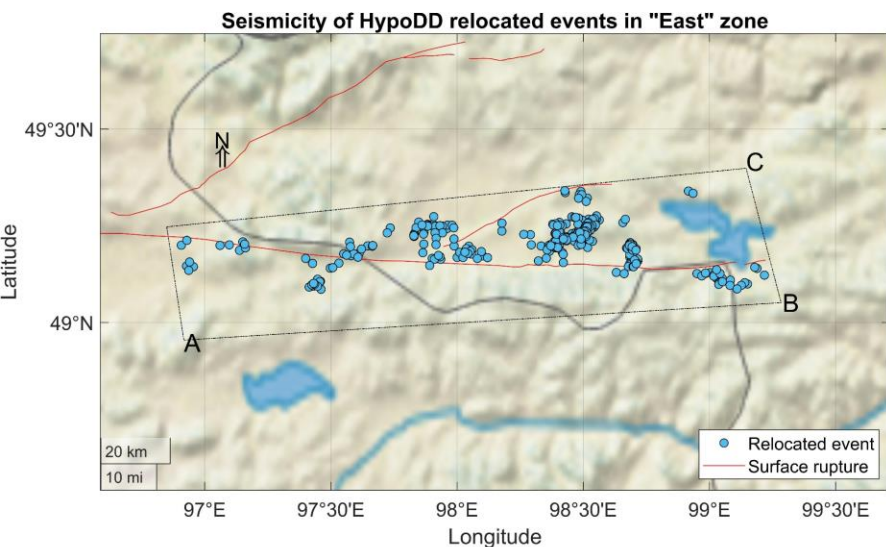 Seismicity of HypoDD relocated events in "East" zone
C
49°30'N
N
Latitude
49°N
B
A
Relocated event
Surface rupture
20 km
10 mi
97°E
97°30'E
98°E
98°30'E
99°E
99°30'E
Longitude